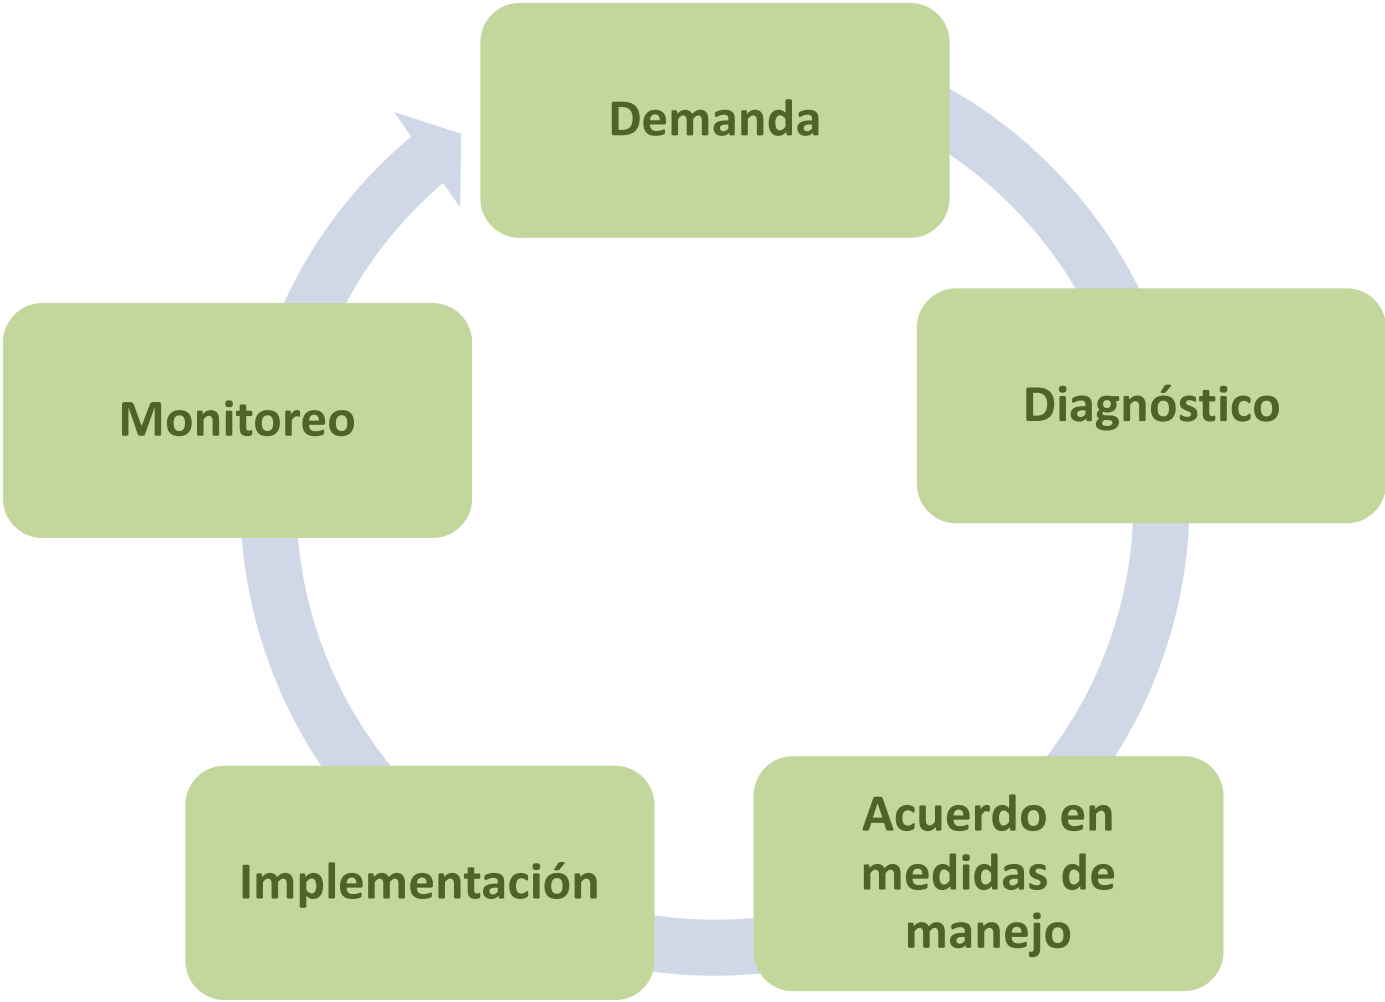 Demanda
Diagnóstico
Acuerdo en
medidas de
manejo
Implementación
Monitoreo